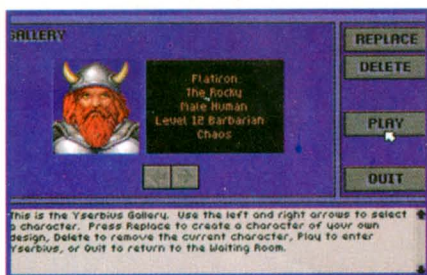 GALLERY
REPLACE
DELETE
PLAY
QUIT
Flatiron
The Rocky
Male Human
Level 12 Barbarian
Chaos
This is the Yserbius Gallery. Use the left and right arrows to select
a character. Press Replace to create a character of your own
design, Delete to remove the current character, Play to enter
Yserbius, or Quit to return to the Waiting Room.